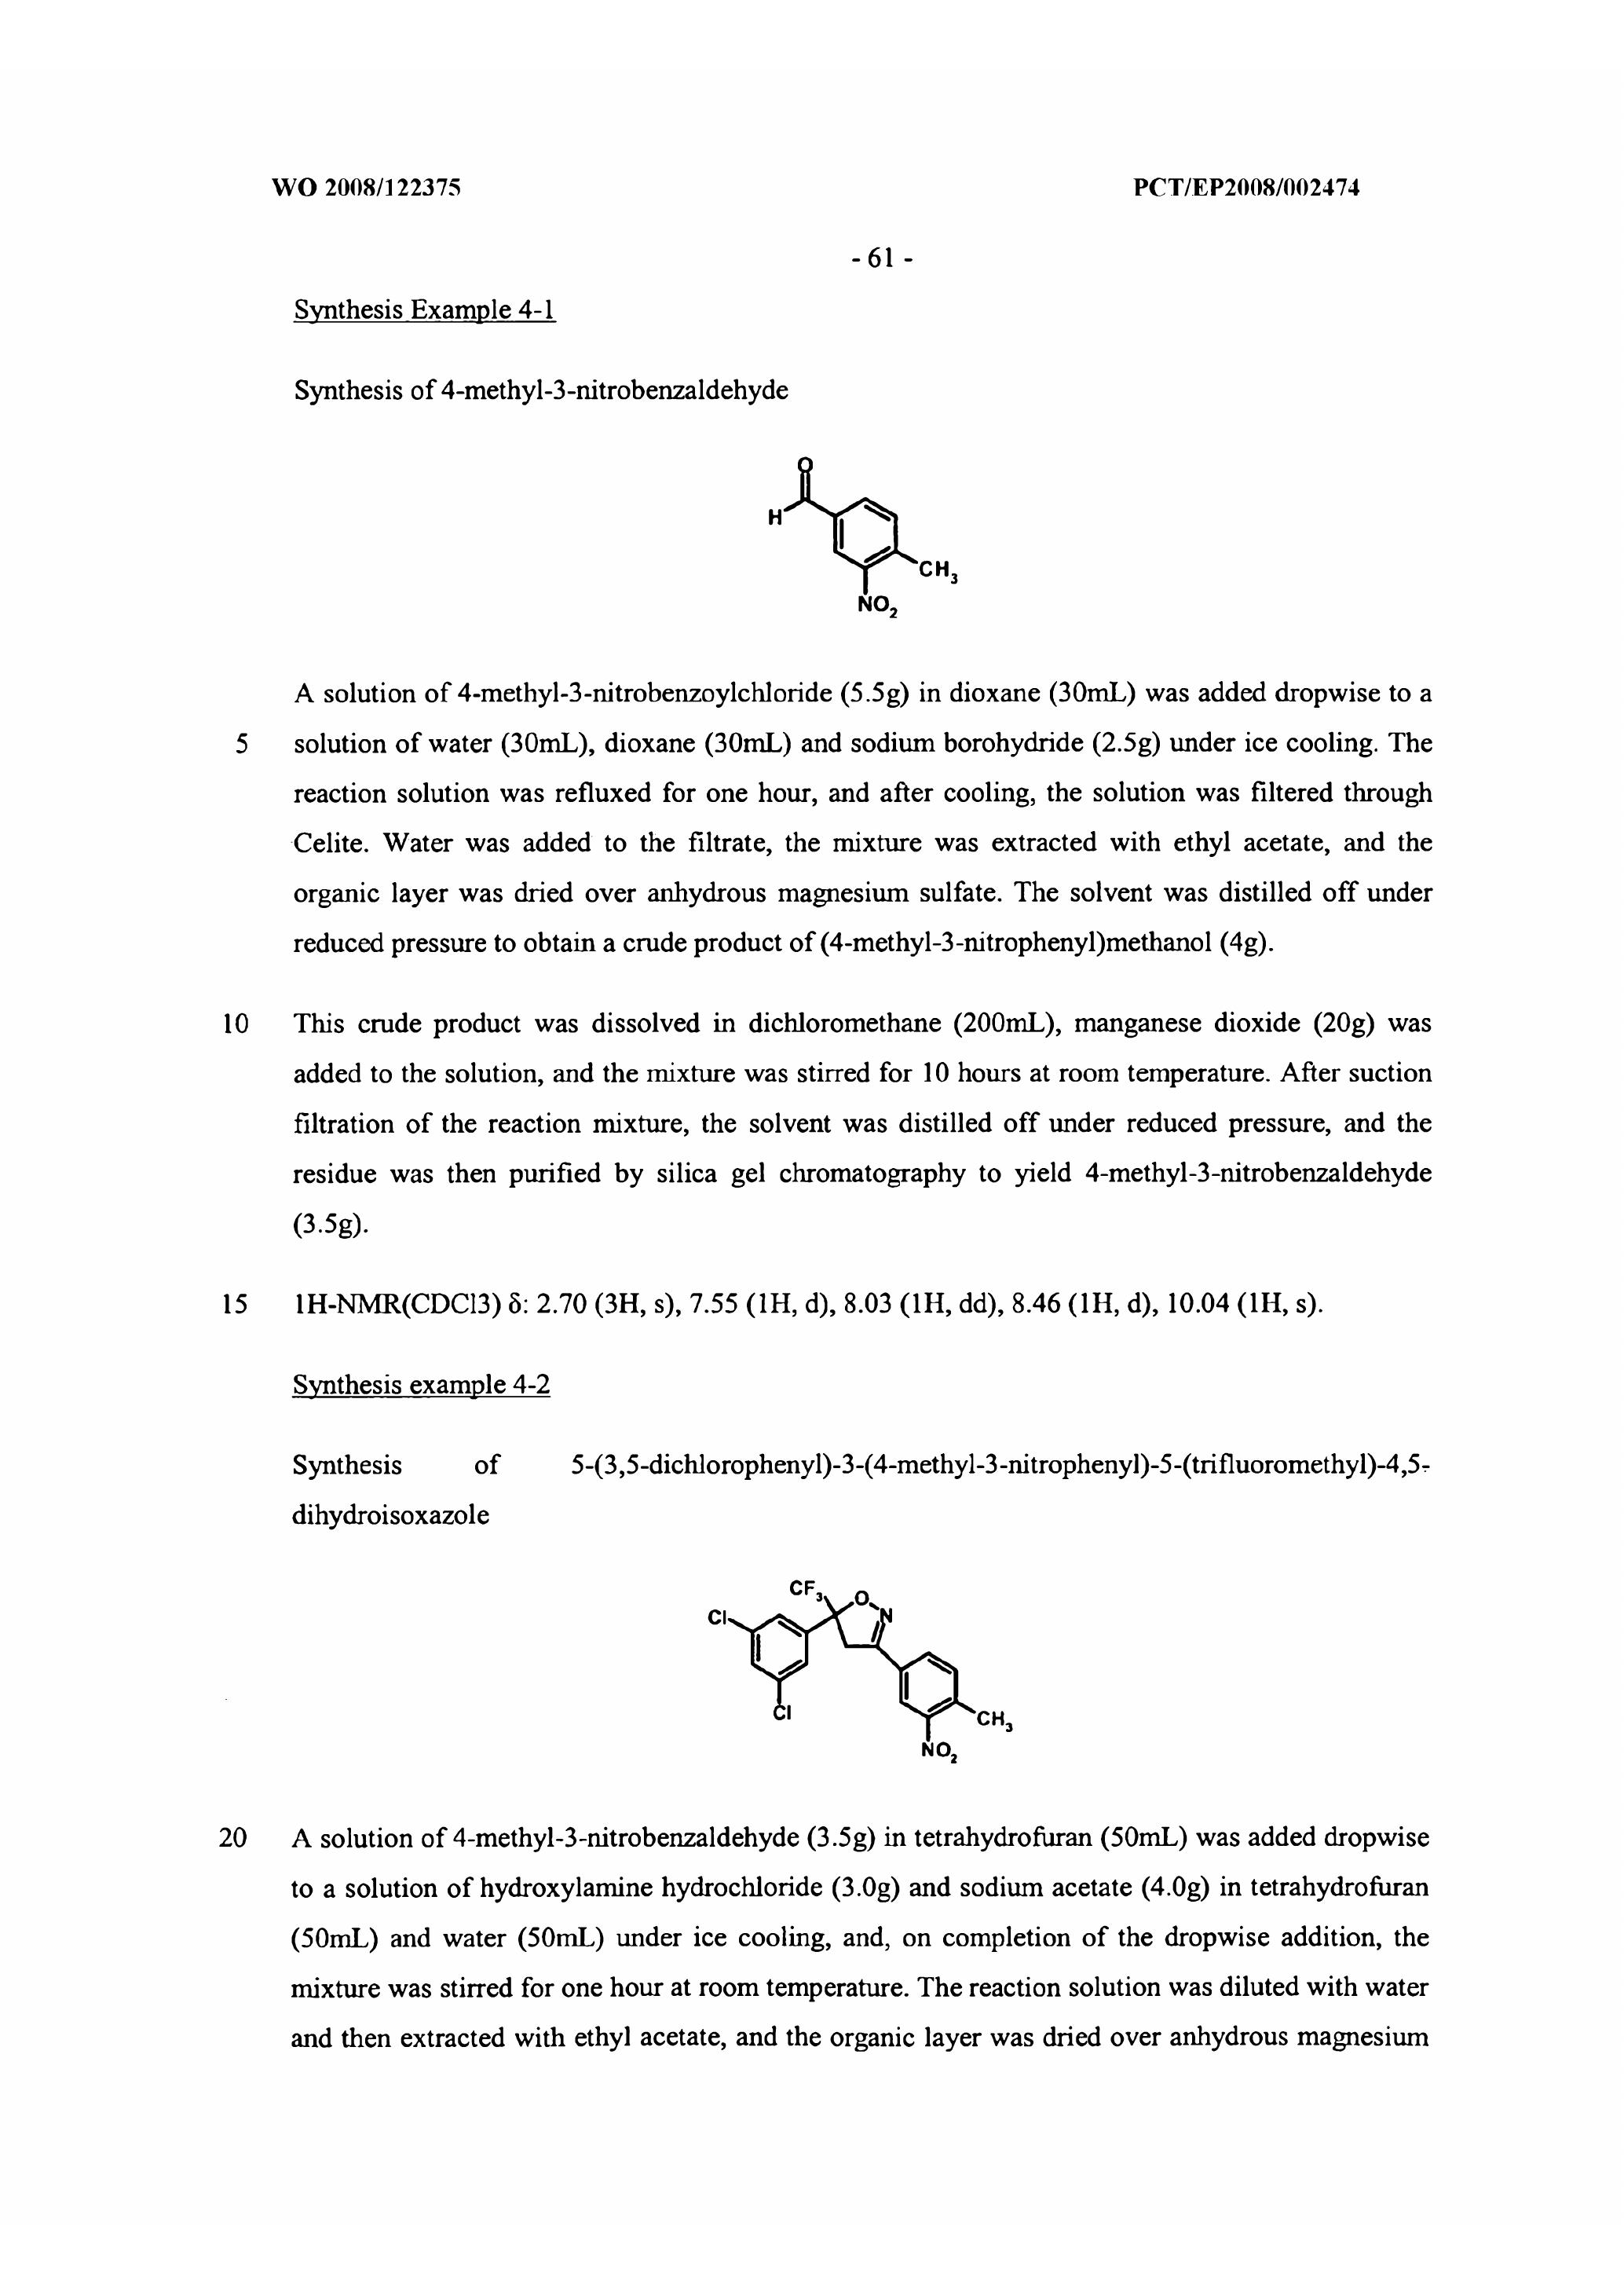 WO 2008/122375 PCT/EP2008/002474
- 61 -
Synthesis Example 4-1
Synthesis of 4-methyl-3-nitrobenzaldehyde
O
H
CH3
NO2
A solution of 4-methyl-3-nitrobenzoylchloride (5.5g) in dioxane (30mL) was added dropwise to a
5 solution of water (30mL), dioxane (30mL) and sodium borohydride (2.5g) under ice cooling. The
reaction solution was refluxed for one hour, and after cooling, the solution was filtered through
Celite. Water was added to the filtrate, the mixture was extracted with ethyl acetate, and the
organic layer was dried over anhydrous magnesium sulfate. The solvent was distilled off under
reduced pressure to obtain a crude product of (4-methyl-3-nitrophenyl)methanol (4g).
10 This crude product was dissolved in dichloromethane (200mL), manganese dioxide (20g) was
added to the solution, and the mixture was stirred for 10 hours at room temperature. After suction
filtration of the reaction mixture, the solvent was distilled off under reduced pressure, and the
residue was then purified by silica gel chromatography to yield 4-methyl-3-nitrobenzaldehyde
(3.5g).
15 1H-NMR(CDCl3) δ: 2.70 (3H, s), 7.55 (1H, d), 8.03 (1H, dd), 8.46 (1H, d), 10.04 (1H, s).
Synthesis example 4-2
Synthesis of 5-(3,5-dichlorophenyl)-3-(4-methyl-3-nitrophenyl)-5-(trifluoromethyl)-4,5-
dihydroisoxazole
CF3 O
Cl N
Cl CH3
NO2
20 A solution of 4-methyl-3-nitrobenzaldehyde (3.5g) in tetrahydrofuran (50mL) was added dropwise
to a solution of hydroxylamine hydrochloride (3.0g) and sodium acetate (4.0g) in tetrahydrofuran
(50mL) and water (50mL) under ice cooling, and, on completion of the dropwise addition, the
mixture was stirred for one hour at room temperature. The reaction solution was diluted with water
and then extracted with ethyl acetate, and the organic layer was dried over anhydrous magnesium